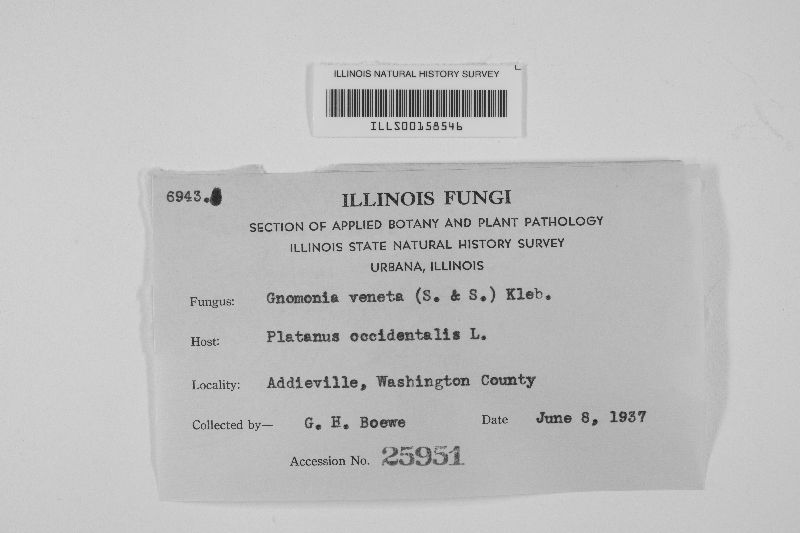 ILLINOIS NATURAL HISTORY SURVEY
ILLS00158546
6943.
ILLINOIS FUNGI
SECTION OF APPLIED BOTANY AND PLANT PATHOLOGY
ILLINOIS STATE NATURAL HISTORY SURVEY
URBANA, ILLINOIS
Fungus: Gnomonia veneta (S. & S.) Kleb.
Host: Platanus occidentalis L.
Locality: Addieville, Washington County
Collected by— G. H. Boewe Date June 8, 1937
Accession No. 25951